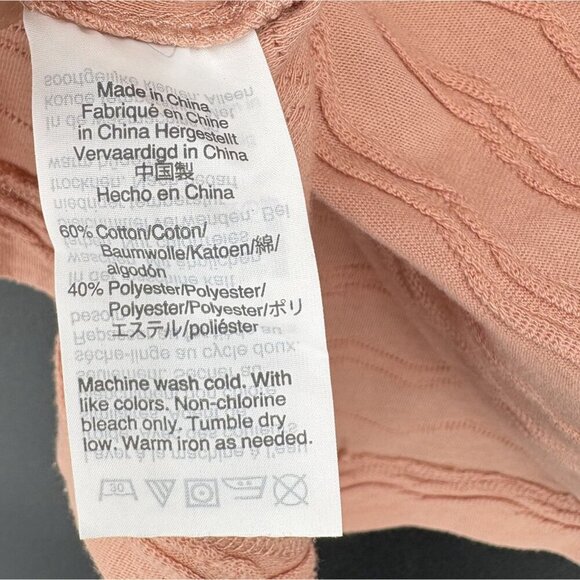 Made in China
Fabriqué en Chine
in China Hergestellt
Vervaardigd in China
中国製
Hecho en China
60% Cotton/Coton/
Baumwolle/Katoen/綿/
algodón
40% Polyester/Polyester/
Polyester/Polyester/ポリ
エステル/poliéster
Machine wash cold. With
like colors. Non-chlorine
bleach only. Tumble dry
low. Warm iron as needed.
30